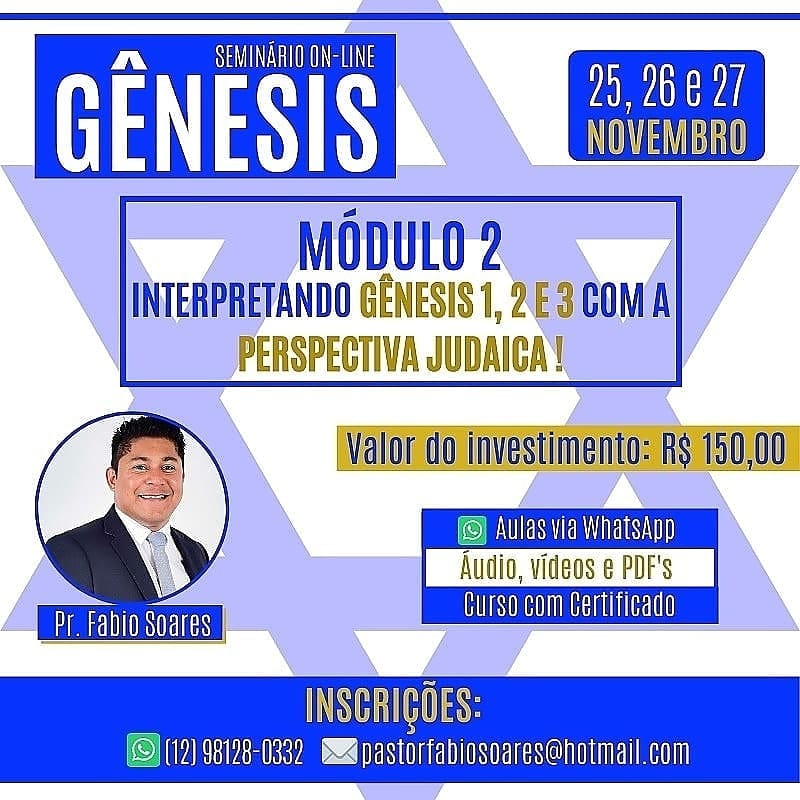 SEMINÁRIO ON-LINE
GÊNESIS
25, 26 e 27
NOVEMBRO
MÓDULO 2
INTERPRETANDO GÊNESIS 1, 2 E 3 COM A
PERSPECTIVA JUDAICA !
Valor do investimento: R$ 150,00
Aulas via WhatsApp
Áudio, vídeos e PDF's
Curso com Certificado
Pr. Fabio Soares
INSCRIÇÕES:
(12) 98128-0332 pastorfabiosoares@hotmail.com